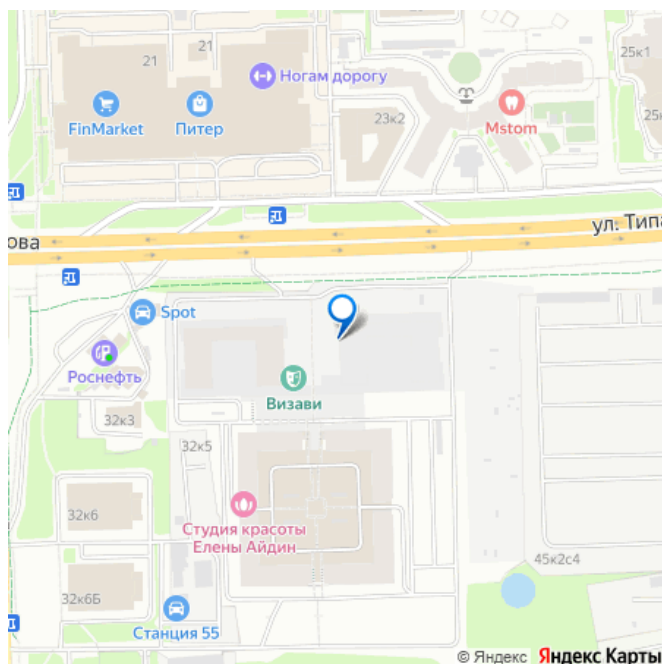 21
21
25к1
Ногам дорогу
FinMarket
Питер
23к2
Mstom
25к
ова
ул. Типа
Spot
Роснефть
Визави
32к3
32к5
32к6
Студия красоты
Елены Айдин
45к2с4
32к6Б
Станция 55
© Яндекс Яндекс Карты